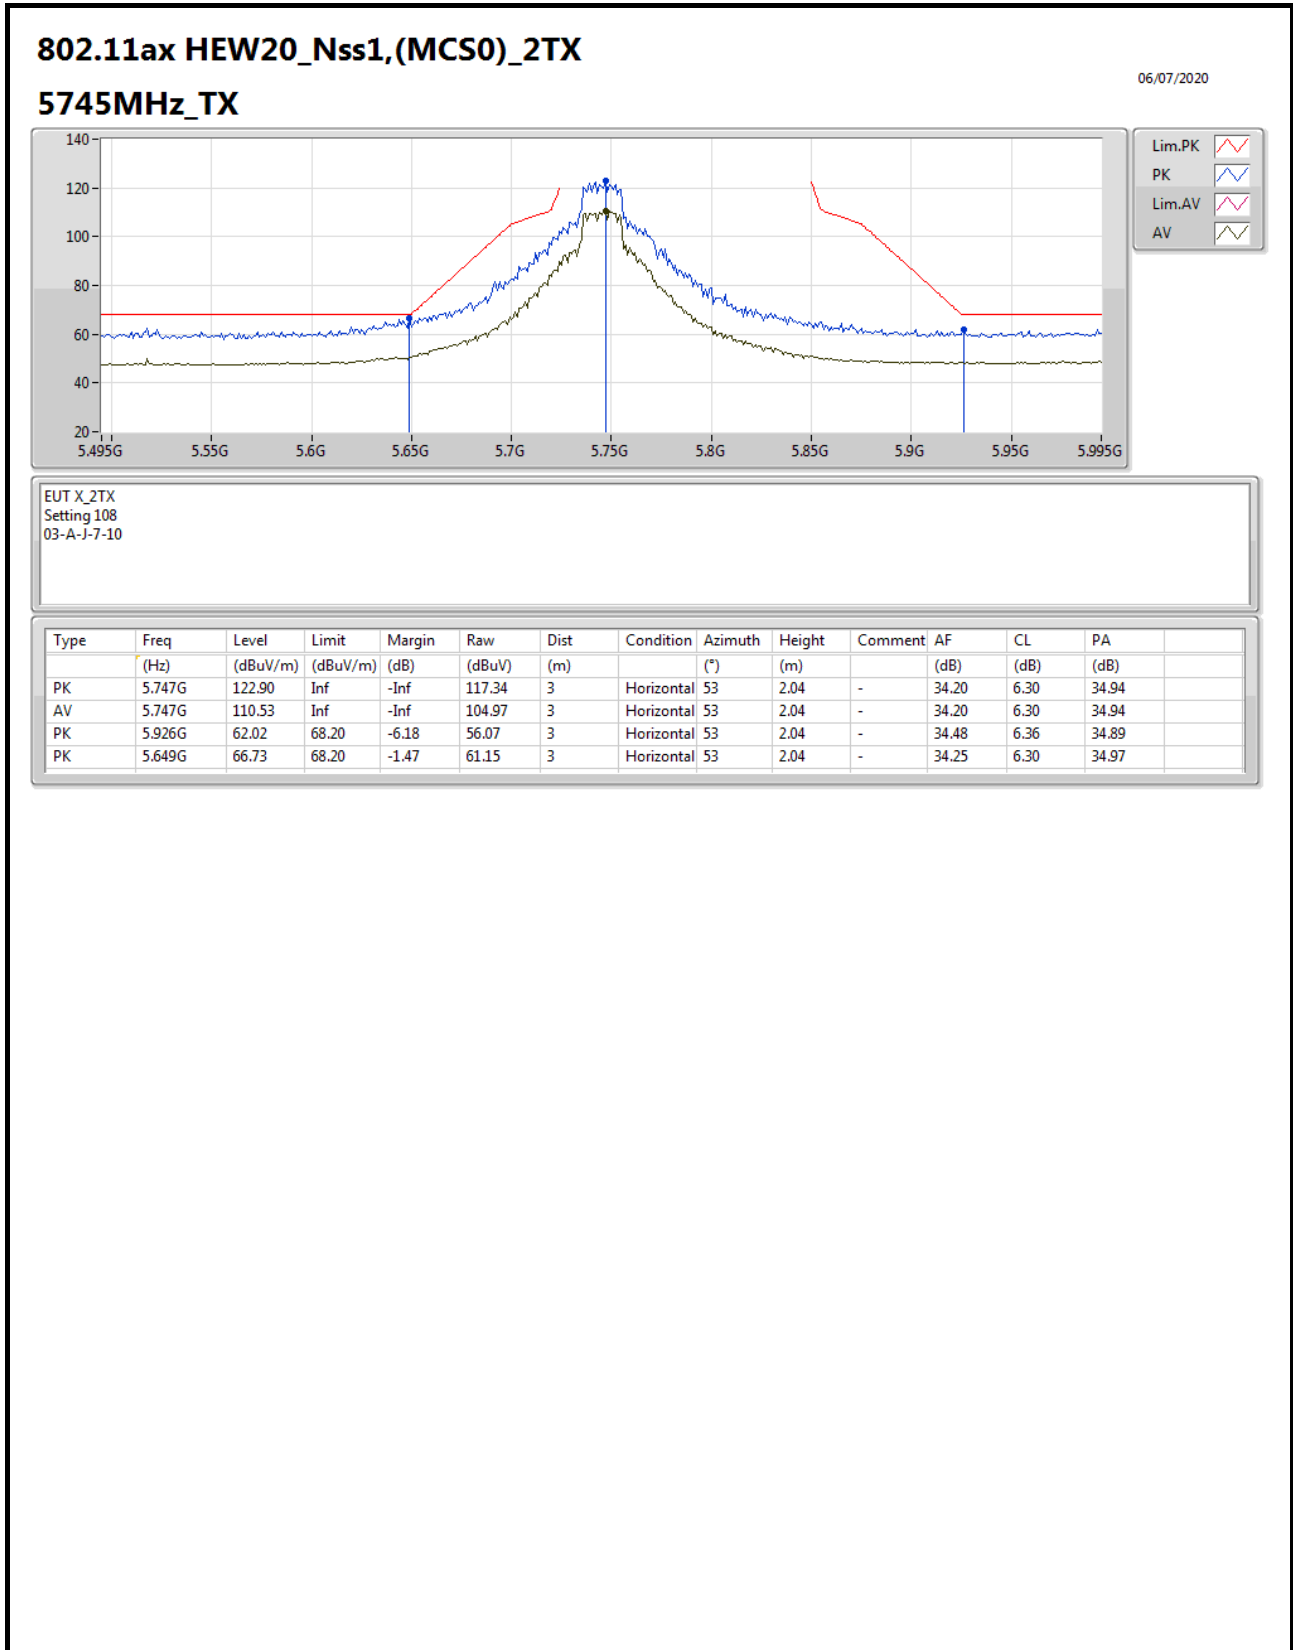 802.11ax HEW20_Nss1,(MCS0)_2TX
06/07/2020
5745MHz_TX
140
120
100
80
60
40
20
5.495G 5.55G 5.6G 5.65G 5.7G 5.75G 5.8G 5.85G 5.9G 5.95G 5.995G
Lim.PK
PK
Lim.AV
AV
EUT X_2TX
Setting 108
03-A-J-7-10
Type Freq Level Limit Margin Raw Dist Condition Azimuth Height Comment AF CL PA
(Hz) (dBuV/m) (dBuV/m) (dB) (dBuV) (m) (°) (m) (dB) (dB) (dB)
PK 5.747G 122.90 Inf -Inf 117.34 3 Horizontal 53 2.04 - 34.20 6.30 34.94
AV 5.747G 110.53 Inf -Inf 104.97 3 Horizontal 53 2.04 - 34.20 6.30 34.94
PK 5.926G 62.02 68.20 -6.18 56.07 3 Horizontal 53 2.04 - 34.48 6.36 34.89
PK 5.649G 66.73 68.20 -1.47 61.15 3 Horizontal 53 2.04 - 34.25 6.30 34.97